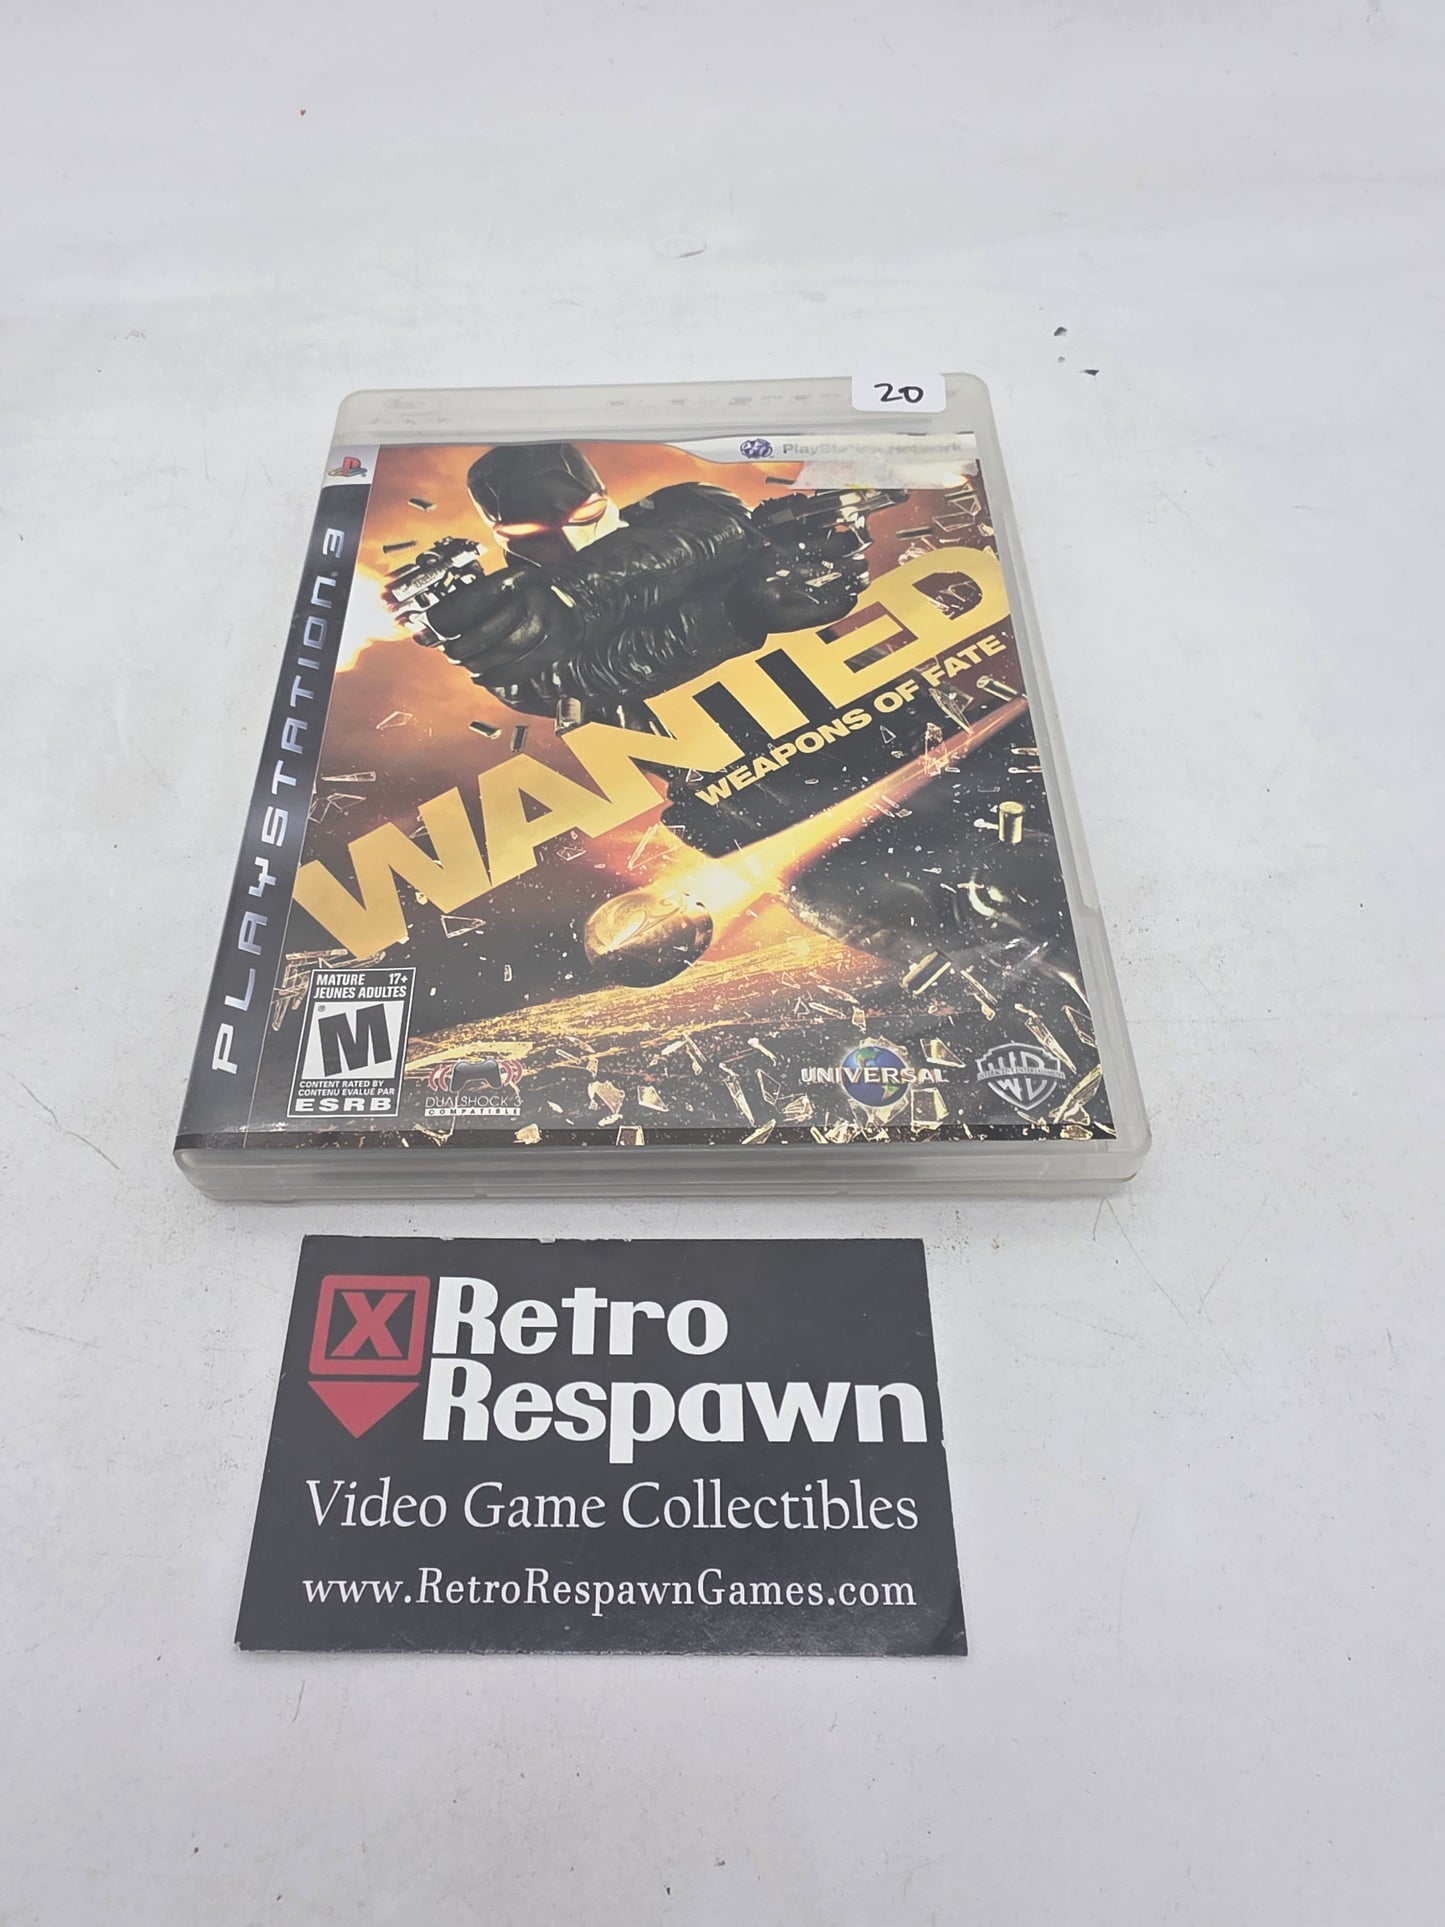 20
PlayStation Network
PLAYSTATION 3
WANTED
WEAPONS OF FATE
MATURE 17+
JEUNES ADULTES
M
CONTENT RATED BY
CONTENU EVALUE PAR
ESRB
DUALSHOCK 3
COMPATIBLE
UNIVERSAL
WB
X Retro
Respawn
Video Game Collectibles
www.RetroRespawnGames.com